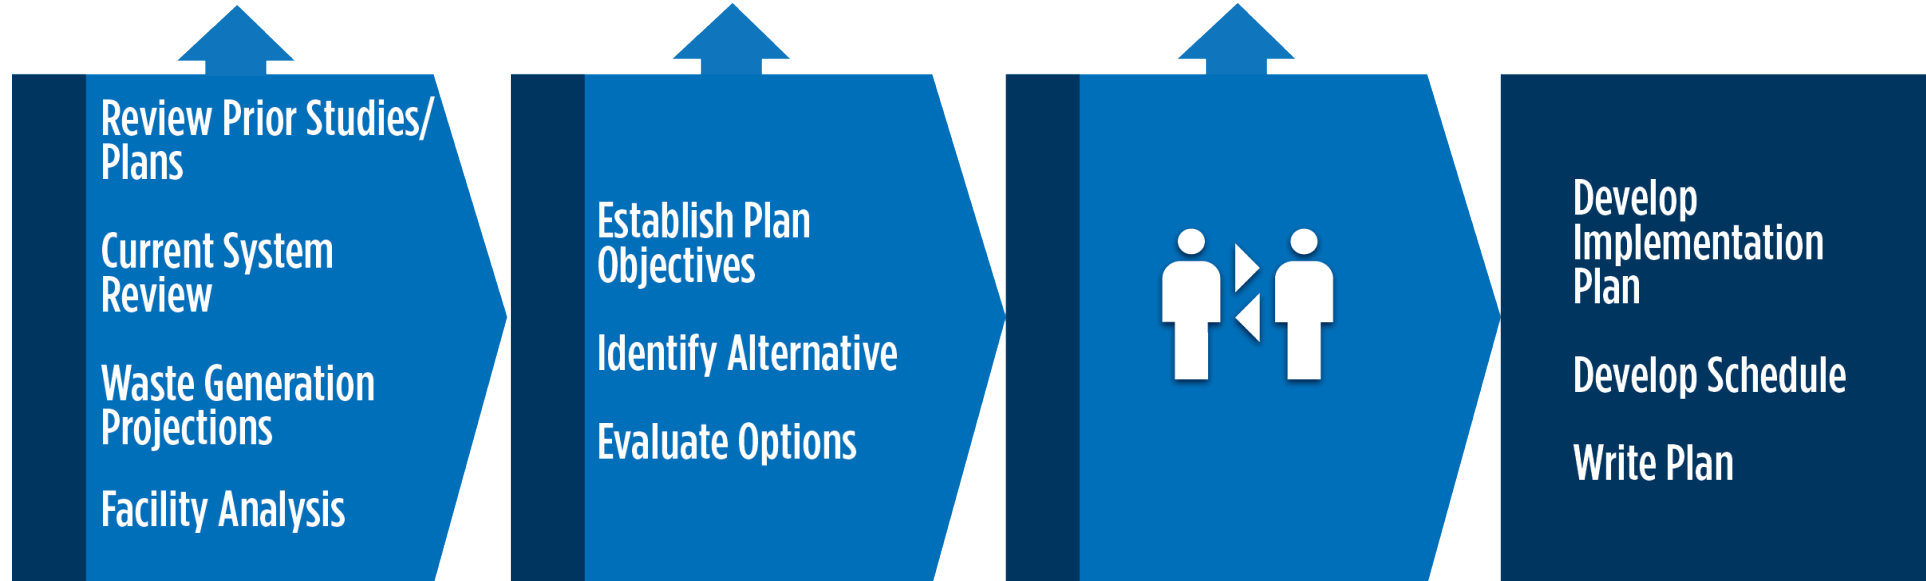 Review Prior Studies/
Plans
Current System
Review
Waste Generation
Projections
Facility Analysis
Establish Plan
Objectives
Identify Alternative
Evaluate Options
Develop
Implementation
Plan
Develop Schedule
Write Plan